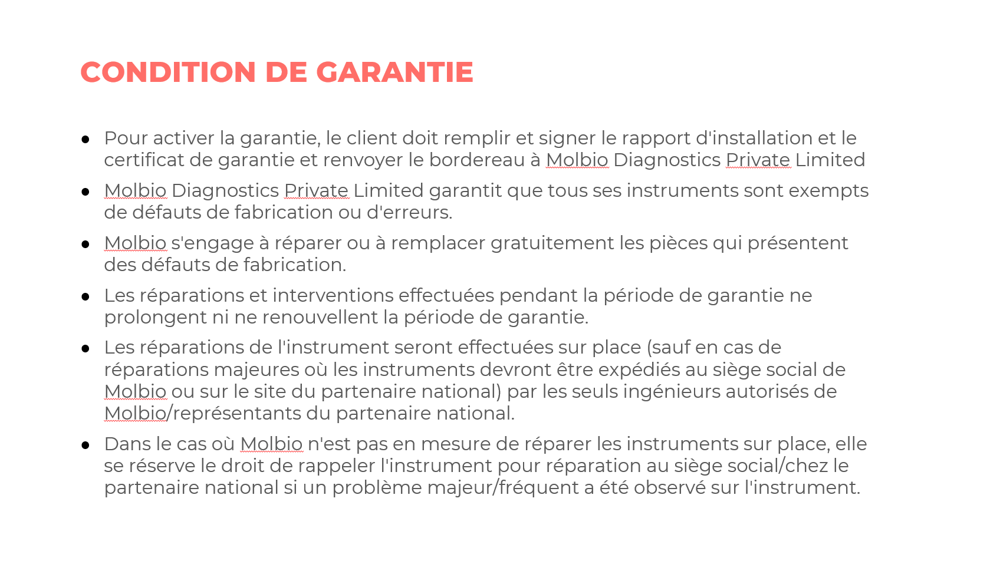 CONDITION DE GARANTIE
● Pour activer la garantie, le client doit remplir et signer le rapport d'installation et le
certificat de garantie et renvoyer le bordereau à Molbio Diagnostics Private Limited
● Molbio Diagnostics Private Limited garantit que tous ses instruments sont exempts
de défauts de fabrication ou d'erreurs.
● Molbio s'engage à réparer ou à remplacer gratuitement les pièces qui présentent
des défauts de fabrication.
● Les réparations et interventions effectuées pendant la période de garantie ne
prolongent ni ne renouvellent la période de garantie.
● Les réparations de l'instrument seront effectuées sur place (sauf en cas de
réparations majeures où les instruments devront être expédiés au siège social de
Molbio ou sur le site du partenaire national) par les seuls ingénieurs autorisés de
Molbio/représentants du partenaire national.
● Dans le cas où Molbio n'est pas en mesure de réparer les instruments sur place, elle
se réserve le droit de rappeler l'instrument pour réparation au siège social/chez le
partenaire national si un problème majeur/fréquent a été observé sur l'instrument.